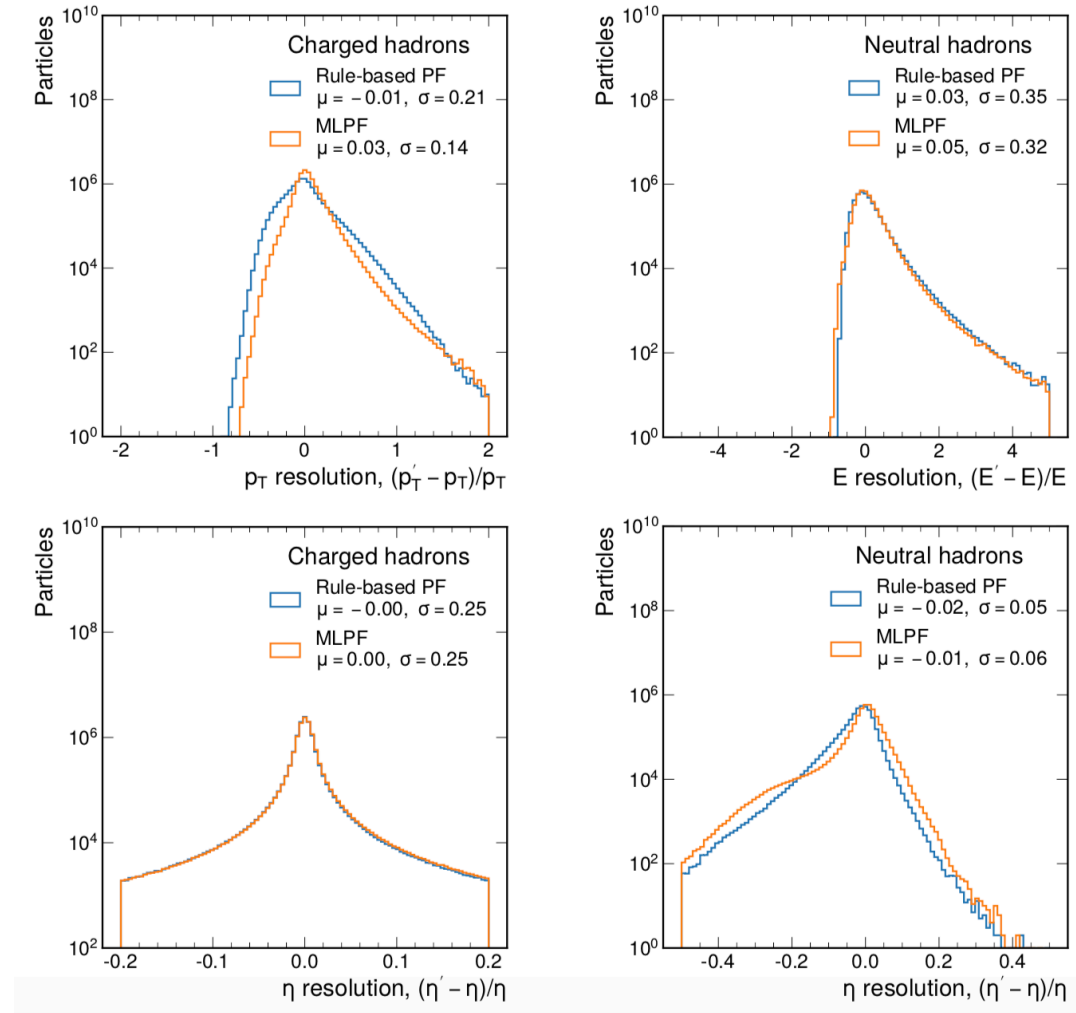 Particles
10^10
10^8
10^6
10^4
10^2
10^0
Charged hadrons
Rule-based PF
μ = −0.01, σ = 0.21
MLPF
μ = 0.03, σ = 0.14
-2 -1 0 1 2
p_T resolution, (p′_T − p_T)/p_T
Particles
10^10
10^8
10^6
10^4
10^2
10^0
Neutral hadrons
Rule-based PF
μ = 0.03, σ = 0.35
MLPF
μ = 0.05, σ = 0.32
-4 -2 0 2 4
E resolution, (E′ − E)/E
Particles
10^10
10^8
10^6
10^4
10^2
Charged hadrons
Rule-based PF
μ = −0.00, σ = 0.25
MLPF
μ = 0.00, σ = 0.25
-0.2 -0.1 0.0 0.1 0.2
η resolution, (η′ − η)/η
Particles
10^10
10^8
10^6
10^4
10^2
10^0
Neutral hadrons
Rule-based PF
μ = −0.02, σ = 0.05
MLPF
μ = −0.01, σ = 0.06
-0.4 -0.2 0.0 0.2 0.4
η resolution, (η′ − η)/η